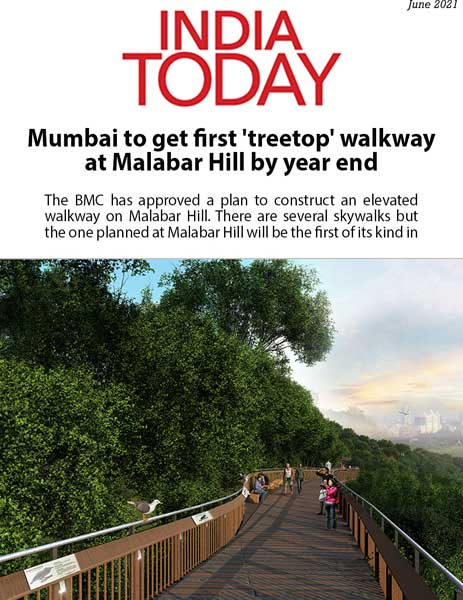 June 2021
INDIA
TODAY
Mumbai to get first 'treetop' walkway
at Malabar Hill by year end
The BMC has approved a plan to construct an elevated
walkway on Malabar Hill. There are several skywalks but
the one planned at Malabar Hill will be the first of its kind in